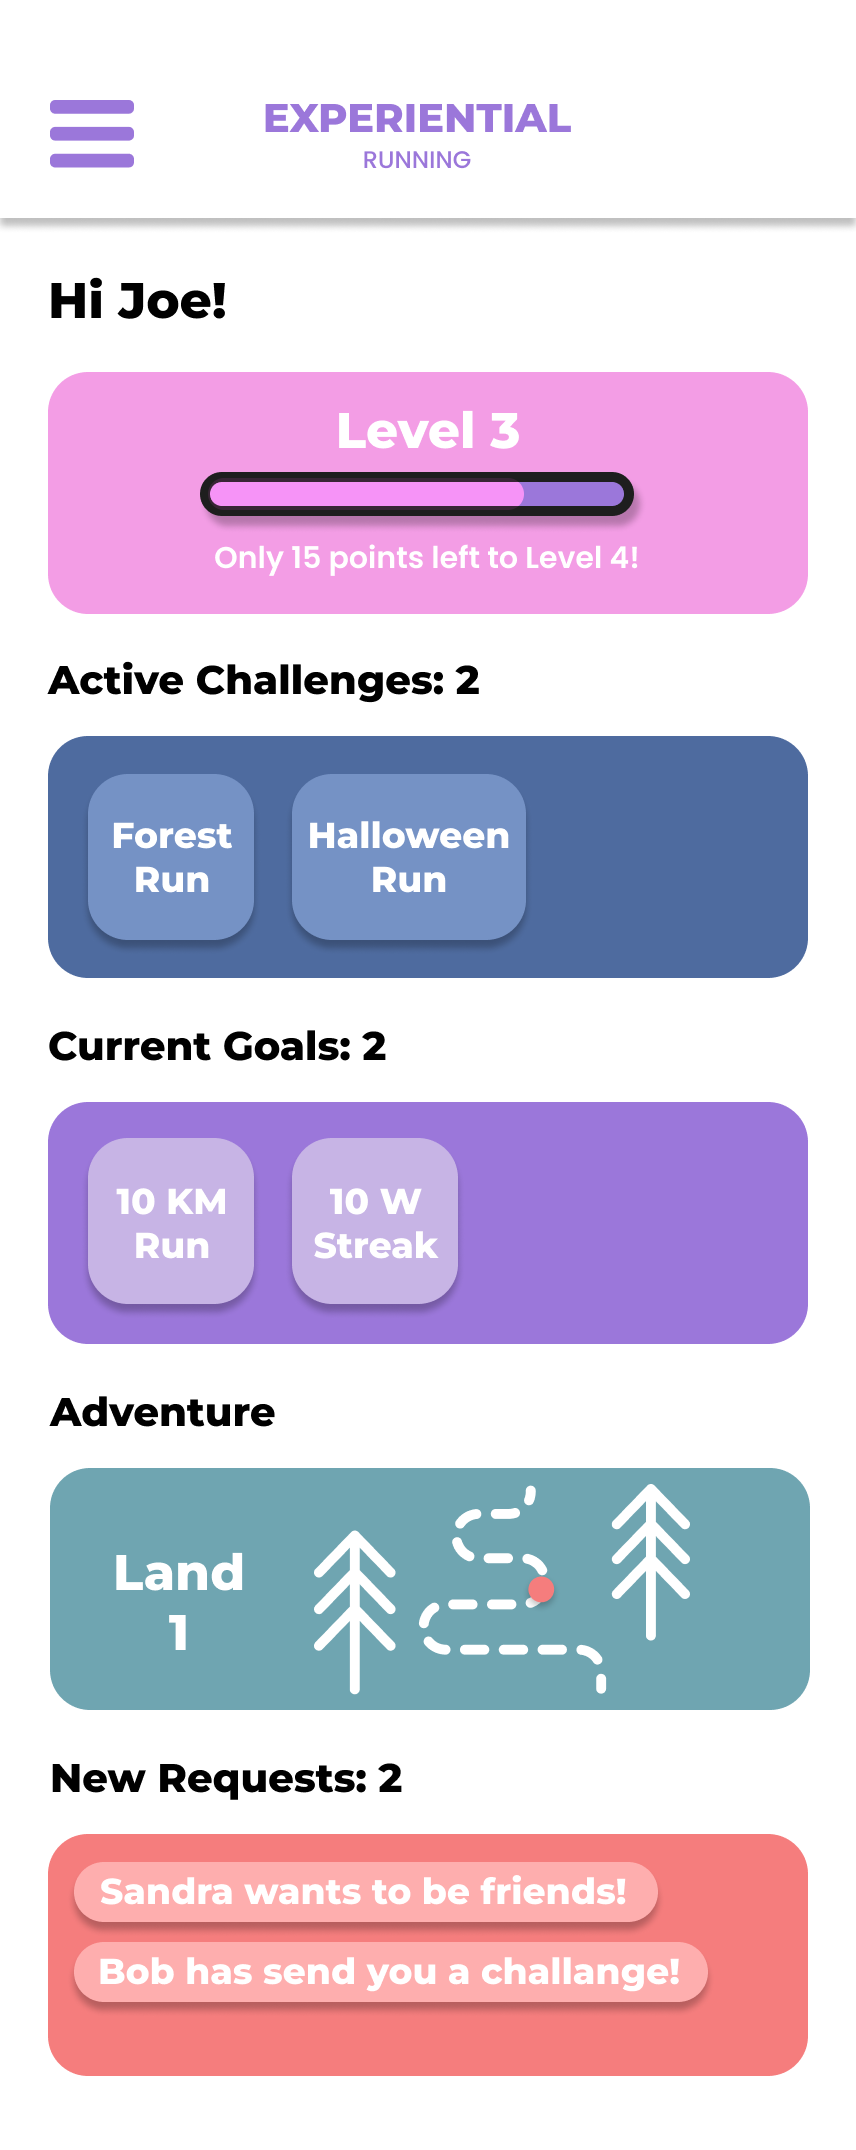 EXPERIENTIAL
RUNNING
Hi Joe!
Level 3
Only 15 points left to Level 4!
Active Challenges: 2
Forest
Run
Halloween
Run
Current Goals: 2
10 KM
Run
10 W
Streak
Adventure
Land
1
New Requests: 2
Sandra wants to be friends!
Bob has send you a challange!